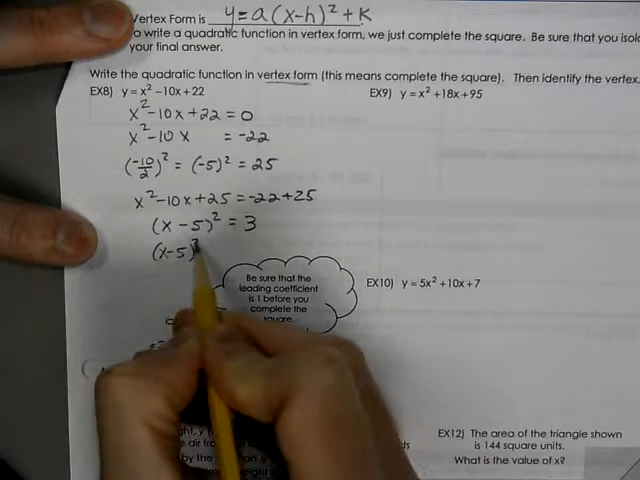 Vertex Form is y = a(x-h)² + k
o write a quadratic function in vertex form, we just complete the square. Be sure that you isol
your final answer.
Write the quadratic function in vertex form (this means complete the square). Then identify the vertex.
EX8) y = x² – 10x + 22
x² - 10x + 22 = 0
x² - 10x = -22
(-10/2)² = (-5)² = 25
x² - 10x + 25 = -22 + 25
(x - 5)² = 3
(x - 5)²
Be sure that the
leading coefficient
is 1 before you
complete the
square.
EX9) y = x² + 18x + 95
EX10) y = 5x² + 10x + 7
EX12) The area of the triangle shown
is 144 square units.
What is the value of x?